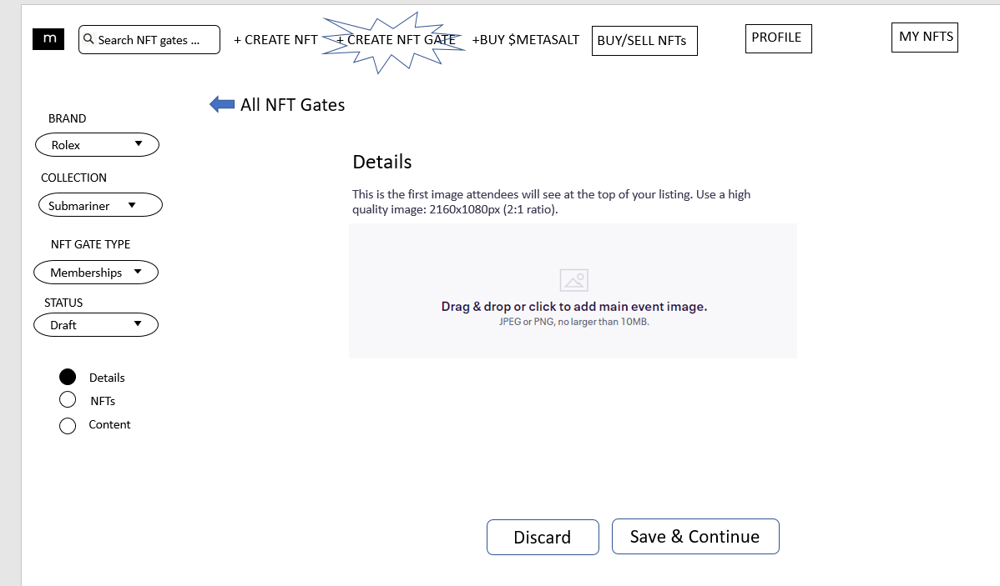 m
Search NFT gates ...
+ CREATE NFT
+ CREATE NFT GATE
+BUY $METASALT
BUY/SELL NFTs
PROFILE
MY NFTS
All NFT Gates
BRAND
Rolex
COLLECTION
Submariner
NFT GATE TYPE
Memberships
STATUS
Draft
Details
NFTs
Content
Details
This is the first image attendees will see at the top of your listing. Use a high
quality image: 2160x1080px (2:1 ratio).
Drag & drop or click to add main event image.
JPEG or PNG, no larger than 10MB.
Discard
Save & Continue